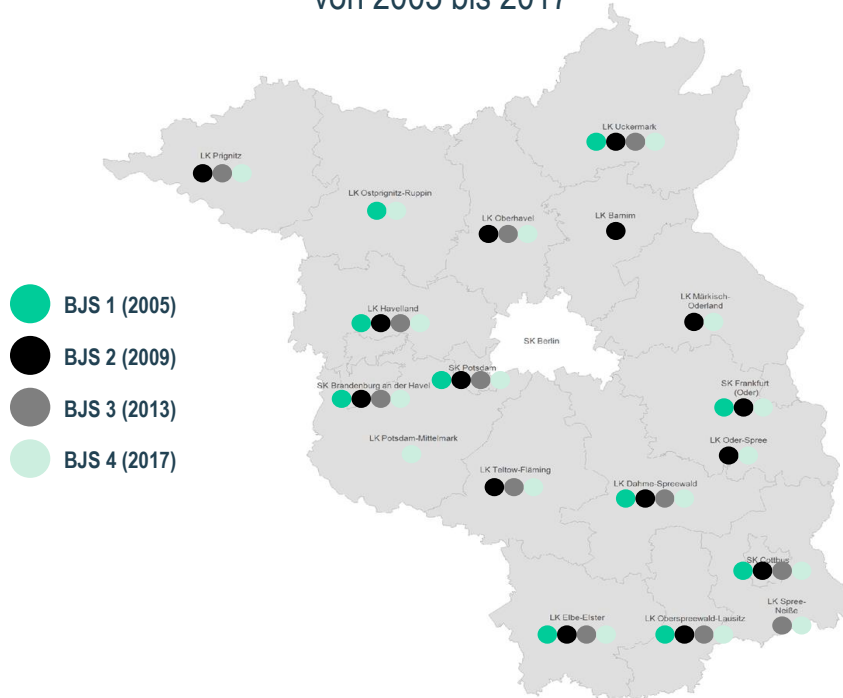 von 2005 bis 2017
LK Uckermark
LK Prignitz
LK Ostprignitz-Ruppin
LK Oberhavel
LK Barnim
LK Märkisch-
Oderland
LK Havelland
SK Berlin
BJS 1 (2005)
BJS 2 (2009)
BJS 3 (2013)
BJS 4 (2017)
SK Potsdam
SK Brandenburg an der Havel
SK Frankfurt
(Oder)
LK Potsdam-Mittelmark
LK Oder-Spree
LK Teltow-Fläming
LK Dahme-Spreewald
SK Cottbus
LK Spree-
Neiße
LK Elbe-Elster
LK Oberspreewald-Lausitz